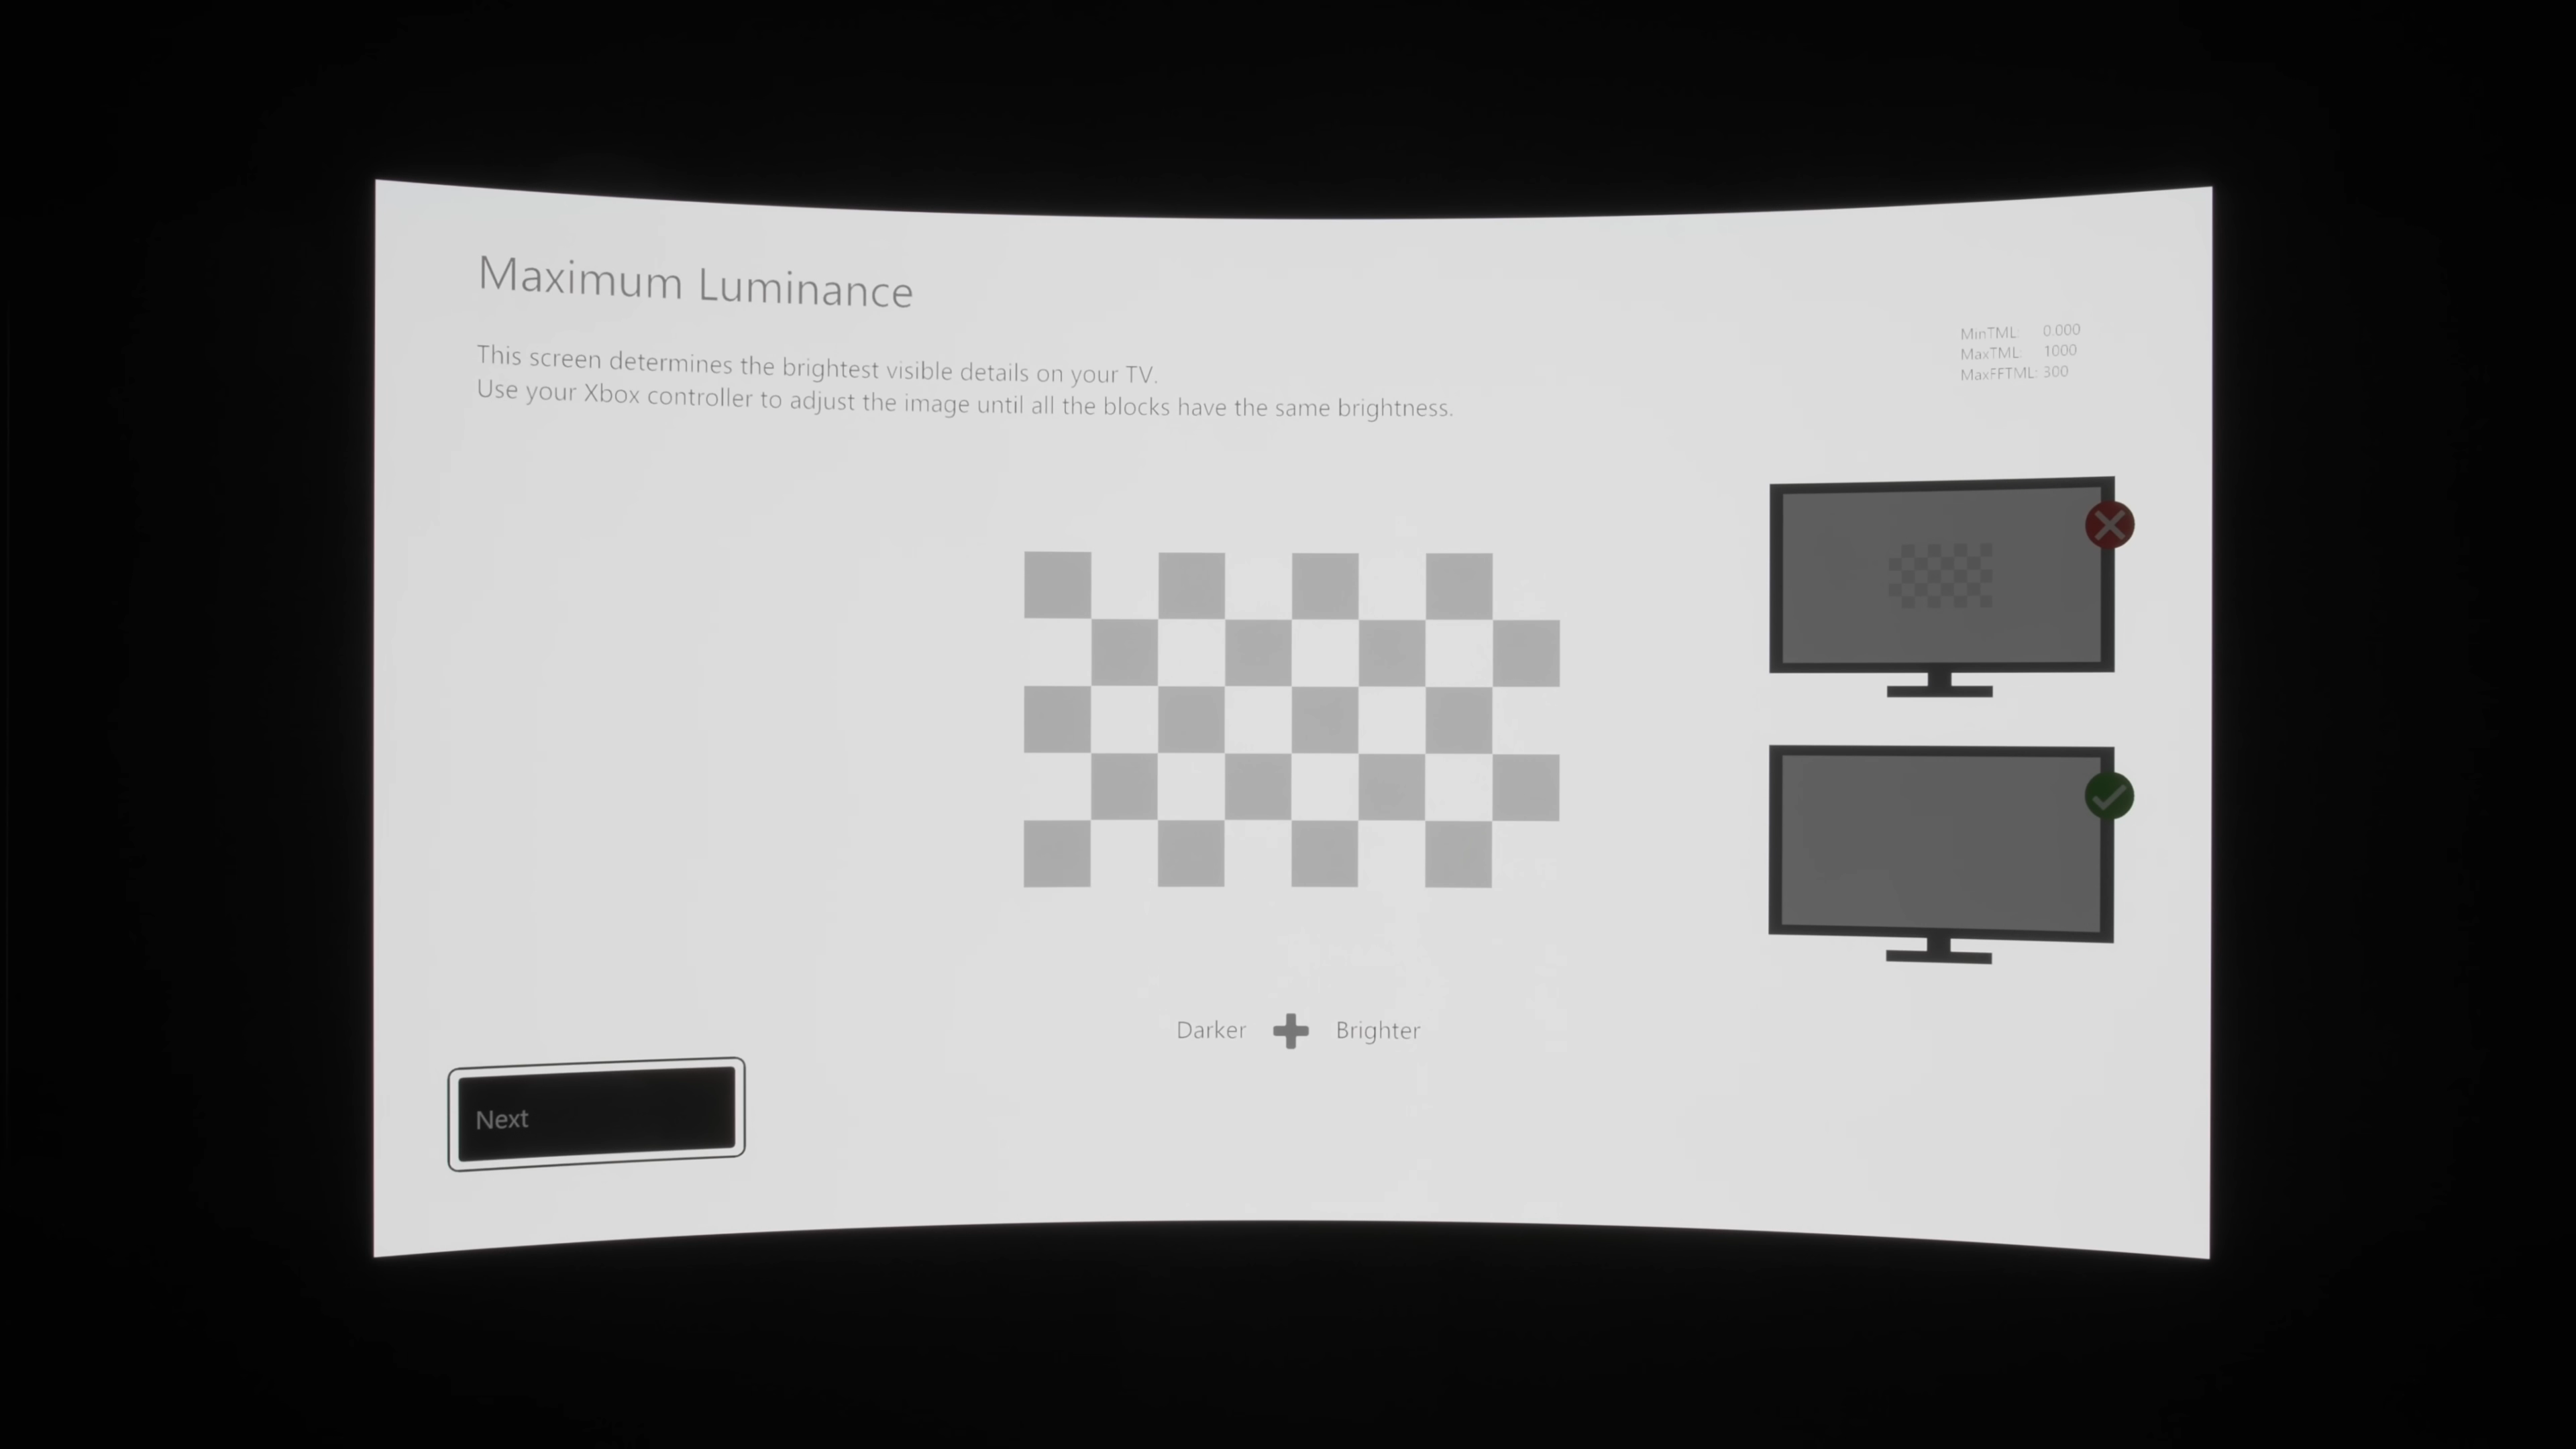 Maximum Luminance
This screen determines the brightest visible details on your TV.
Use your Xbox controller to adjust the image until all the blocks have the same brightness.
MinTML: 0.000
MaxTML: 1000
MaxFFTML: 300
Darker Brighter
Next